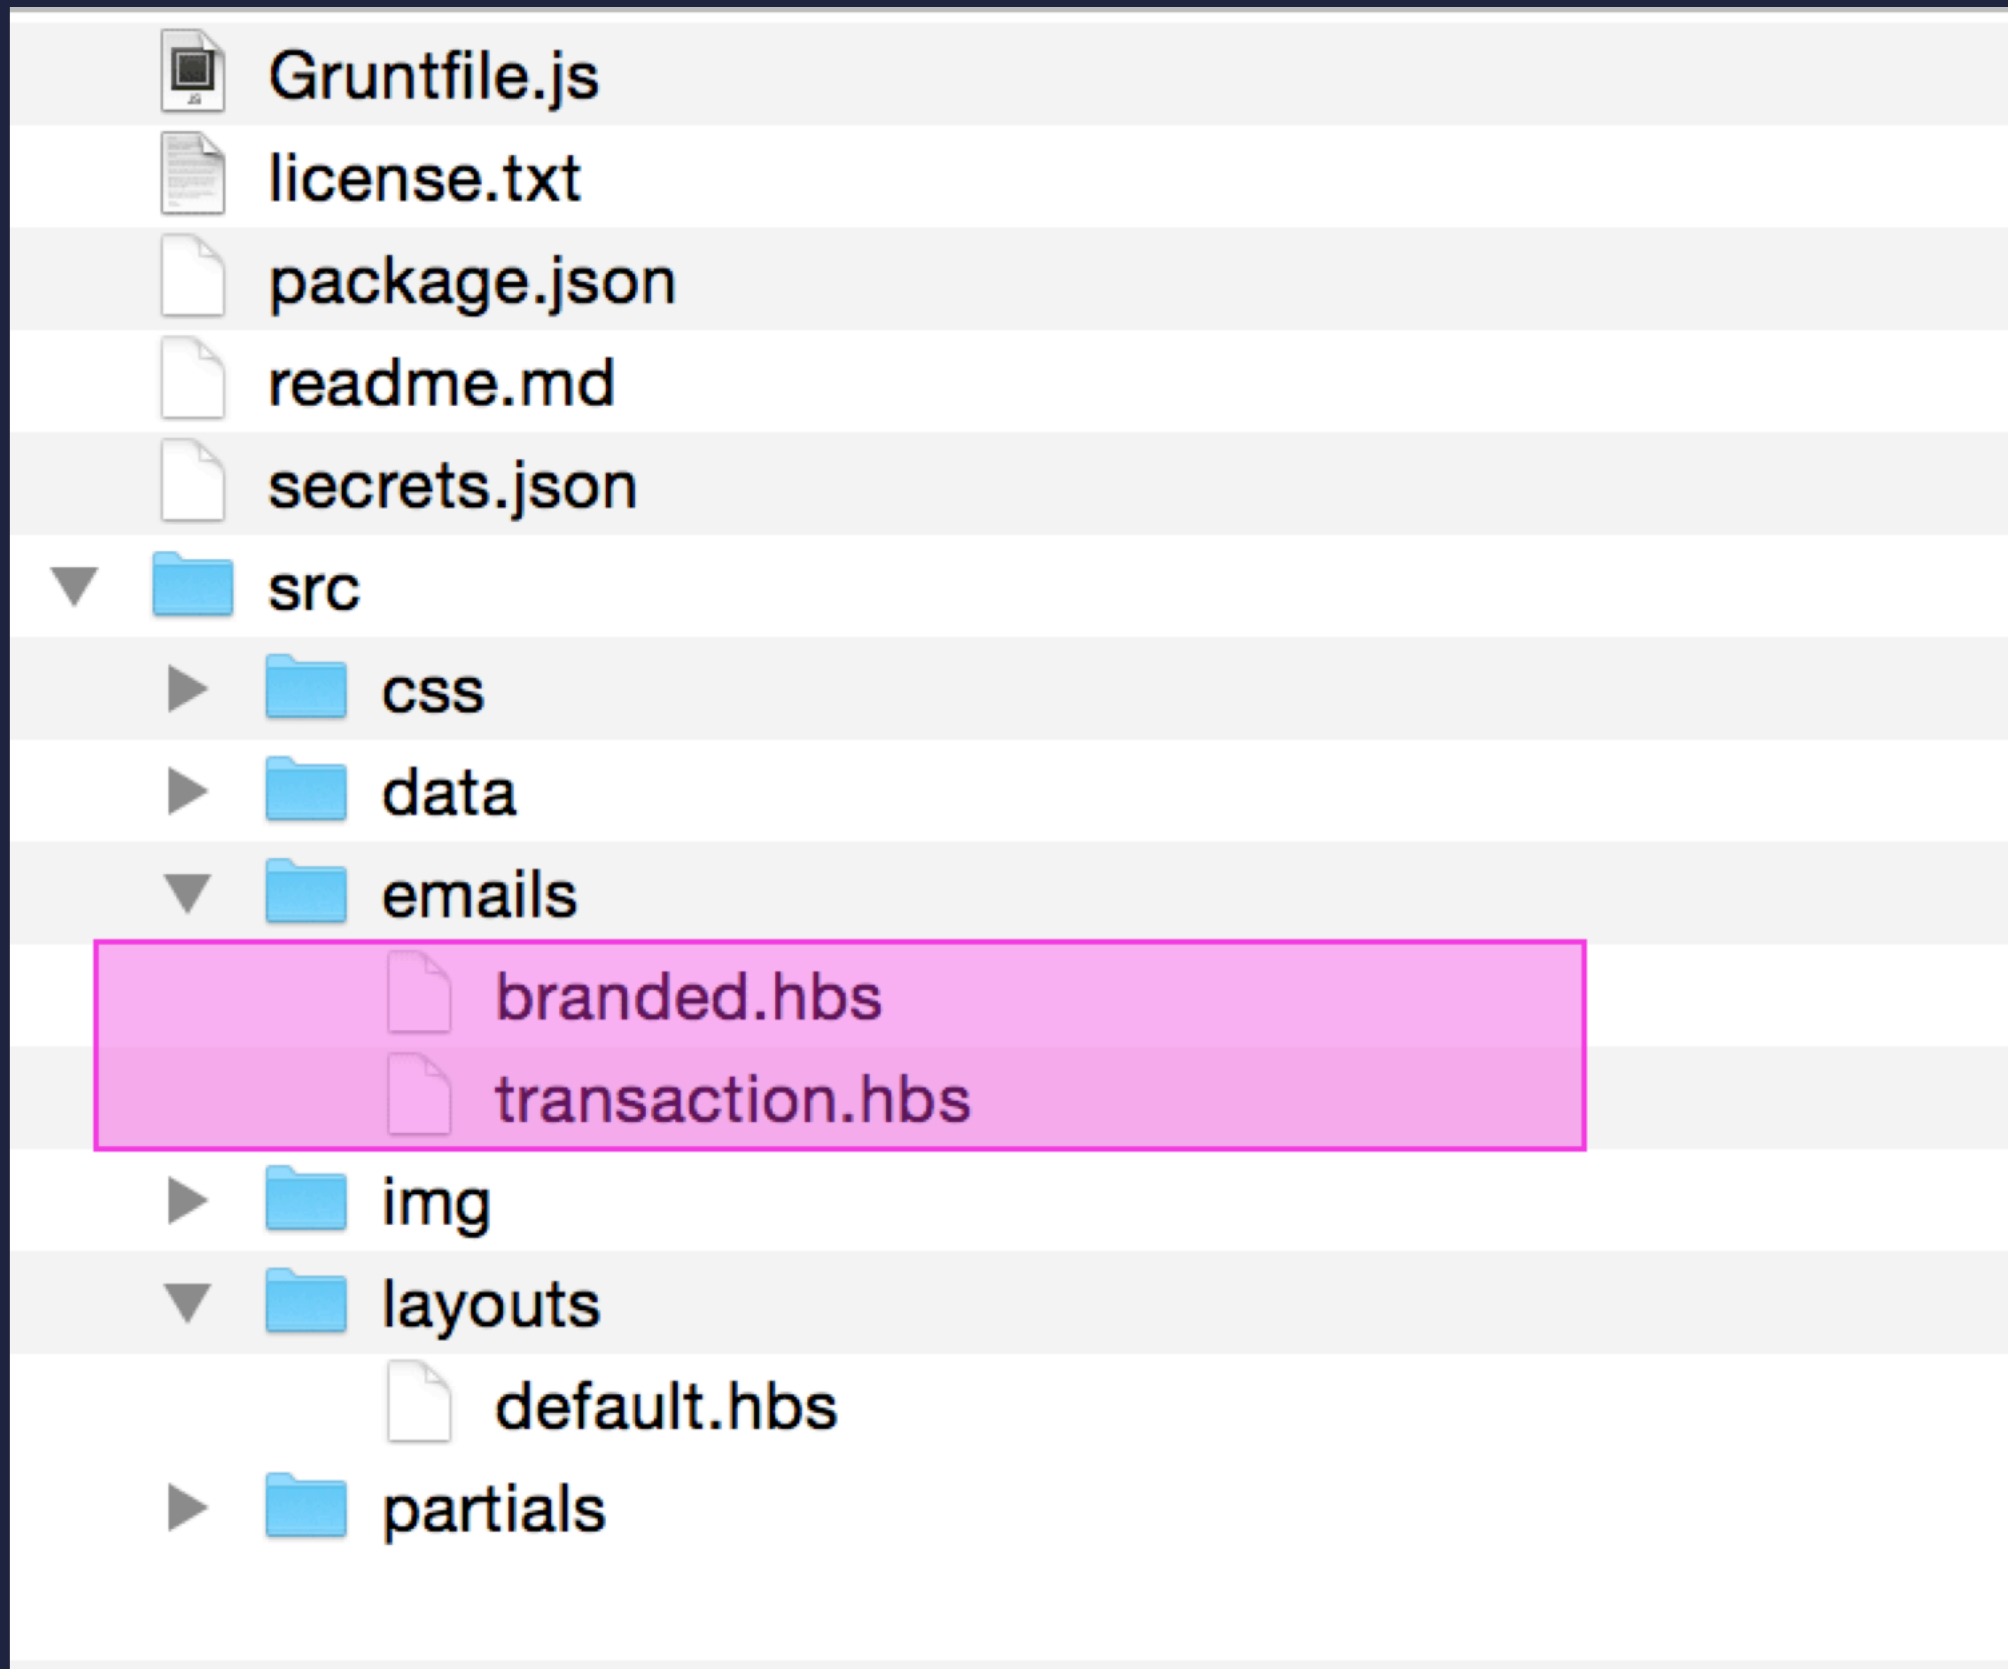 Gruntfile.js
license.txt
package.json
readme.md
secrets.json
src
css
data
emails
branded.hbs
transaction.hbs
img
layouts
default.hbs
partials